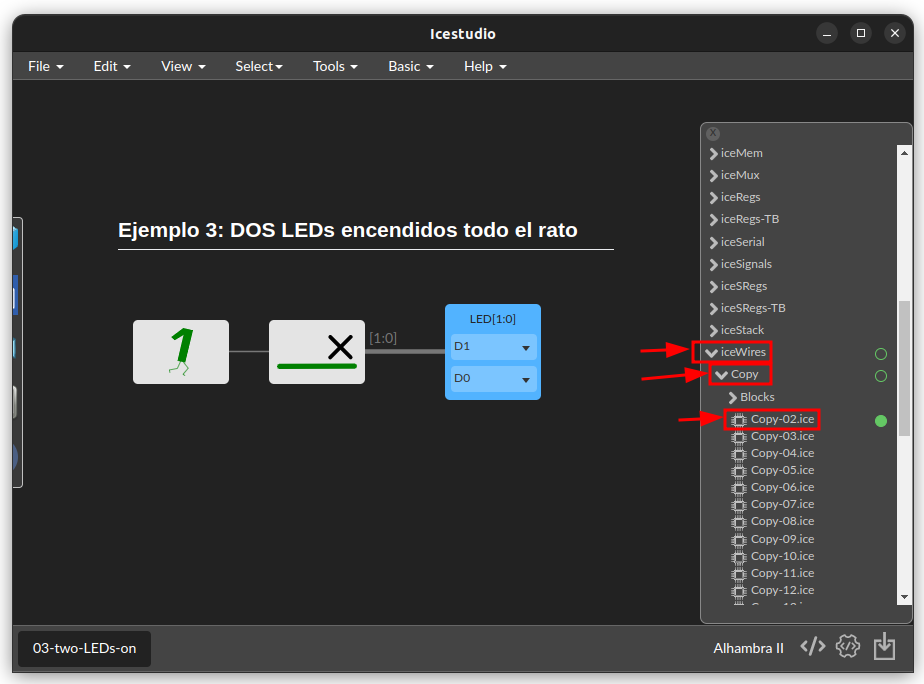 Icestudio
File Edit View Select Tools Basic Help
iceMem
iceMux
iceRegs
iceRegs-TB
iceSerial
iceSignals
iceSRegs
iceSRegs-TB
iceStack
iceWires
Copy
Blocks
Copy-02.ice
Copy-03.ice
Copy-04.ice
Copy-05.ice
Copy-06.ice
Copy-07.ice
Copy-08.ice
Copy-09.ice
Copy-10.ice
Copy-11.ice
Copy-12.ice
Ejemplo 3: DOS LEDs encendidos todo el rato
1
[1:0]
LED[1:0]
D1
D0
03-two-LEDs-on
Alhambra II